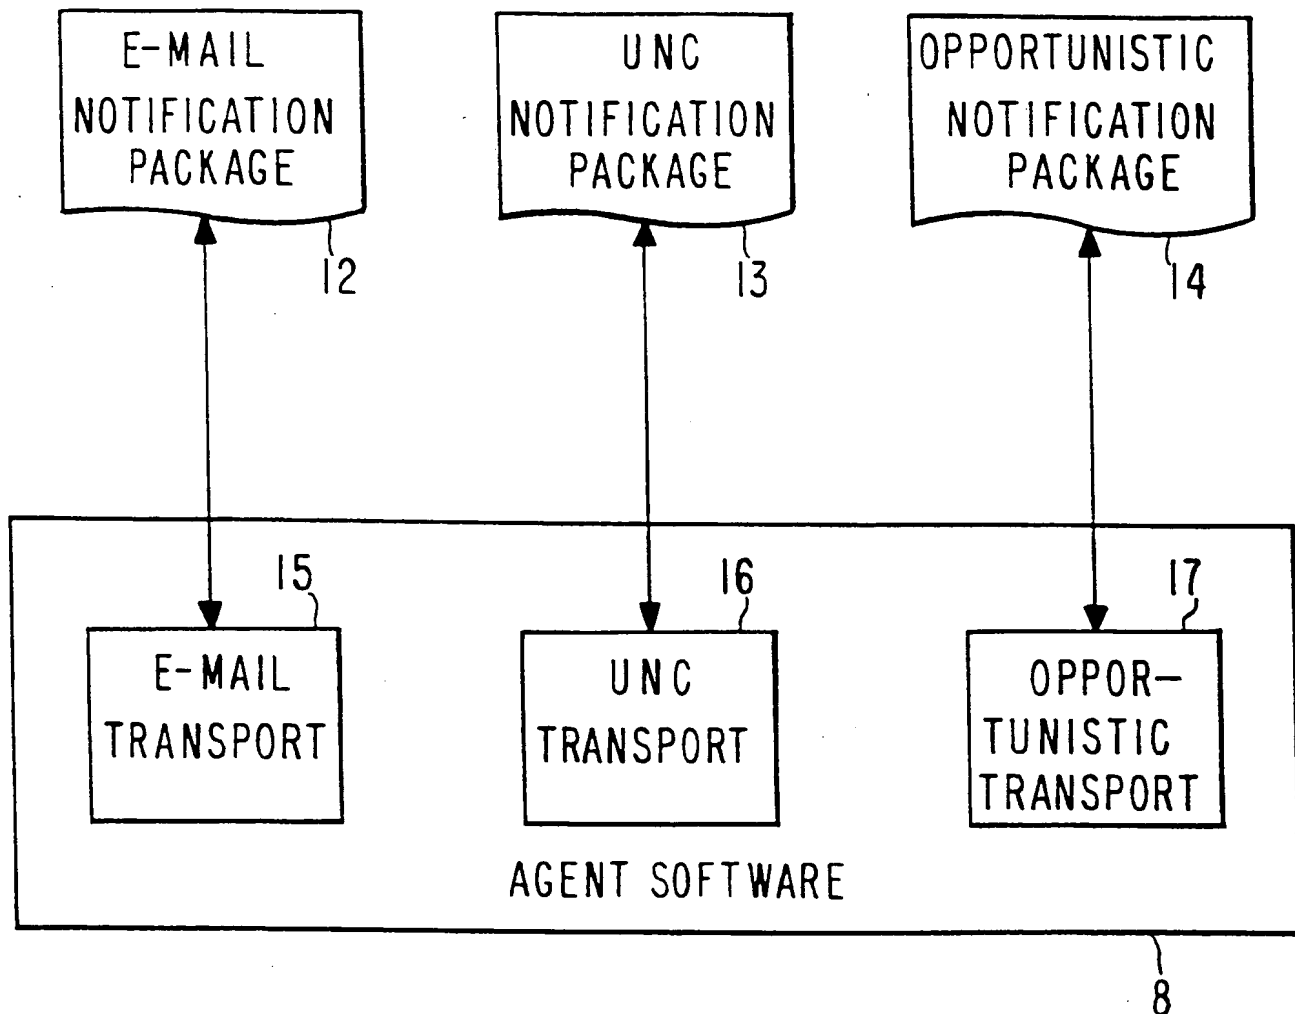 E-MAIL
NOTIFICATION
PACKAGE
12
UNC
NOTIFICATION
PACKAGE
13
OPPORTUNISTIC
NOTIFICATION
PACKAGE
14
15
E-MAIL
TRANSPORT
16
UNC
TRANSPORT
17
OPPOR-
TUNISTIC
TRANSPORT
AGENT SOFTWARE
8